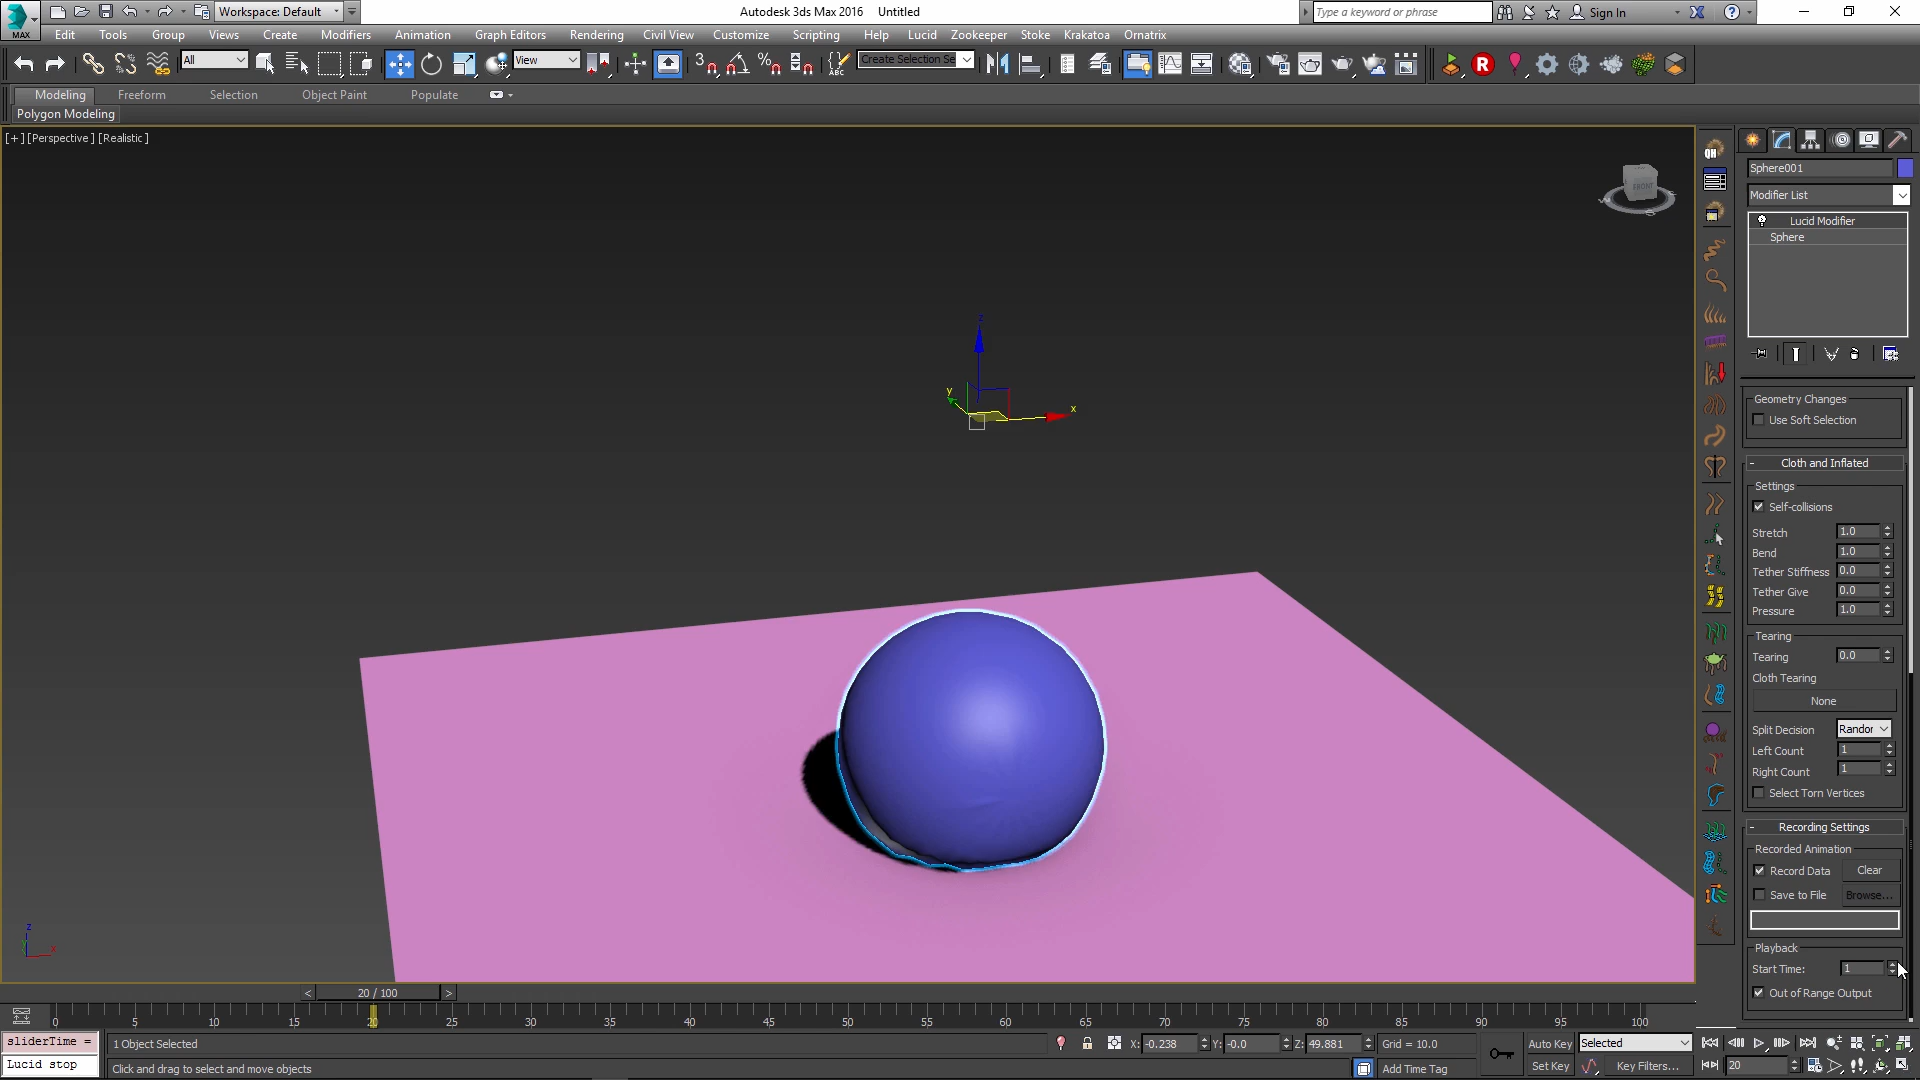 Workspace: Default
Autodesk 3ds Max 2016 Untitled
Type a keyword or phrase
Sign In
MAX
Edit Tools Group Views Create Modifiers Animation Graph Editors Rendering Civil View Customize Scripting Help Lucid Zookeeper Stoke Krakatoa Ornatrix
All View 3 ABC Create Selection Se
Modeling Freeform Selection Object Paint Populate
Polygon Modeling
[+] [Perspective] [Realistic]
FRONT
QH
Sphere001
Modifier List
Lucid Modifier
Sphere
z
y
x
Geometry Changes
Use Soft Selection
- Cloth and Inflated
Settings
Self-collisions
Stretch 1.0
Bend 1.0
Tether Stiffness 0.0
Tether Give 0.0
Pressure 1.0
Tearing
Tearing 0.0
Cloth Tearing
None
Split Decision Randor
Left Count 1
Right Count 1
Select Torn Vertices
- Recording Settings
Recorded Animation
Record Data Clear
Save to File Browse...
Playback
Start Time: 1
Out of Range Output
z
x
< 20 / 100 >
0 5 10 15 20 25 30 35 40 45 50 55 60 65 70 75 80 85 90 95 100
sliderTime =
Lucid stop
1 Object Selected
Click and drag to select and move objects
X: -0.238 Y: -0.0 Z: 49.881 Grid = 10.0
Add Time Tag
Auto Key Selected
Set Key Key Filters...
20